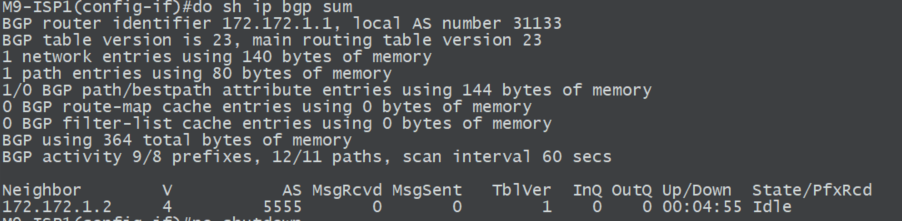 M9-ISP1(config-if)#do sh ip bgp sum
BGP router identifier 172.172.1.1, local AS number 31133
BGP table version is 23, main routing table version 23
1 network entries using 140 bytes of memory
1 path entries using 80 bytes of memory
1/0 BGP path/bestpath attribute entries using 144 bytes of memory
0 BGP route-map cache entries using 0 bytes of memory
0 BGP filter-list cache entries using 0 bytes of memory
BGP using 364 total bytes of memory
BGP activity 9/8 prefixes, 12/11 paths, scan interval 60 secs
Neighbor V AS MsgRcvd MsgSent TblVer InQ OutQ Up/Down State/PfxRcd
172.172.1.2 4 5555 0 0 1 0 0 00:04:55 Idle
M9-ISP1(config-if)#no shutdown